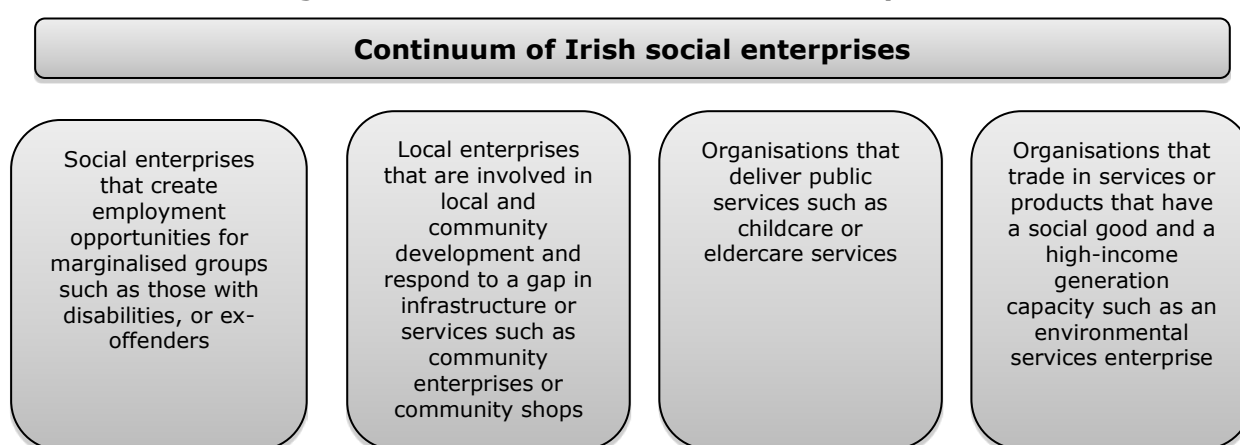 Continuum of Irish social enterprises
Social enterprises
that create
employment
opportunities for
marginalised groups
such as those with
disabilities, or ex-
offenders
Local enterprises
that are involved in
local and
community
development and
respond to a gap in
infrastructure or
services such as
community
enterprises or
community shops
Organisations that
deliver public
services such as
childcare or
eldercare services
Organisations that
trade in services or
products that have
a social good and a
high-income
generation
capacity such as an
environmental
services enterprise